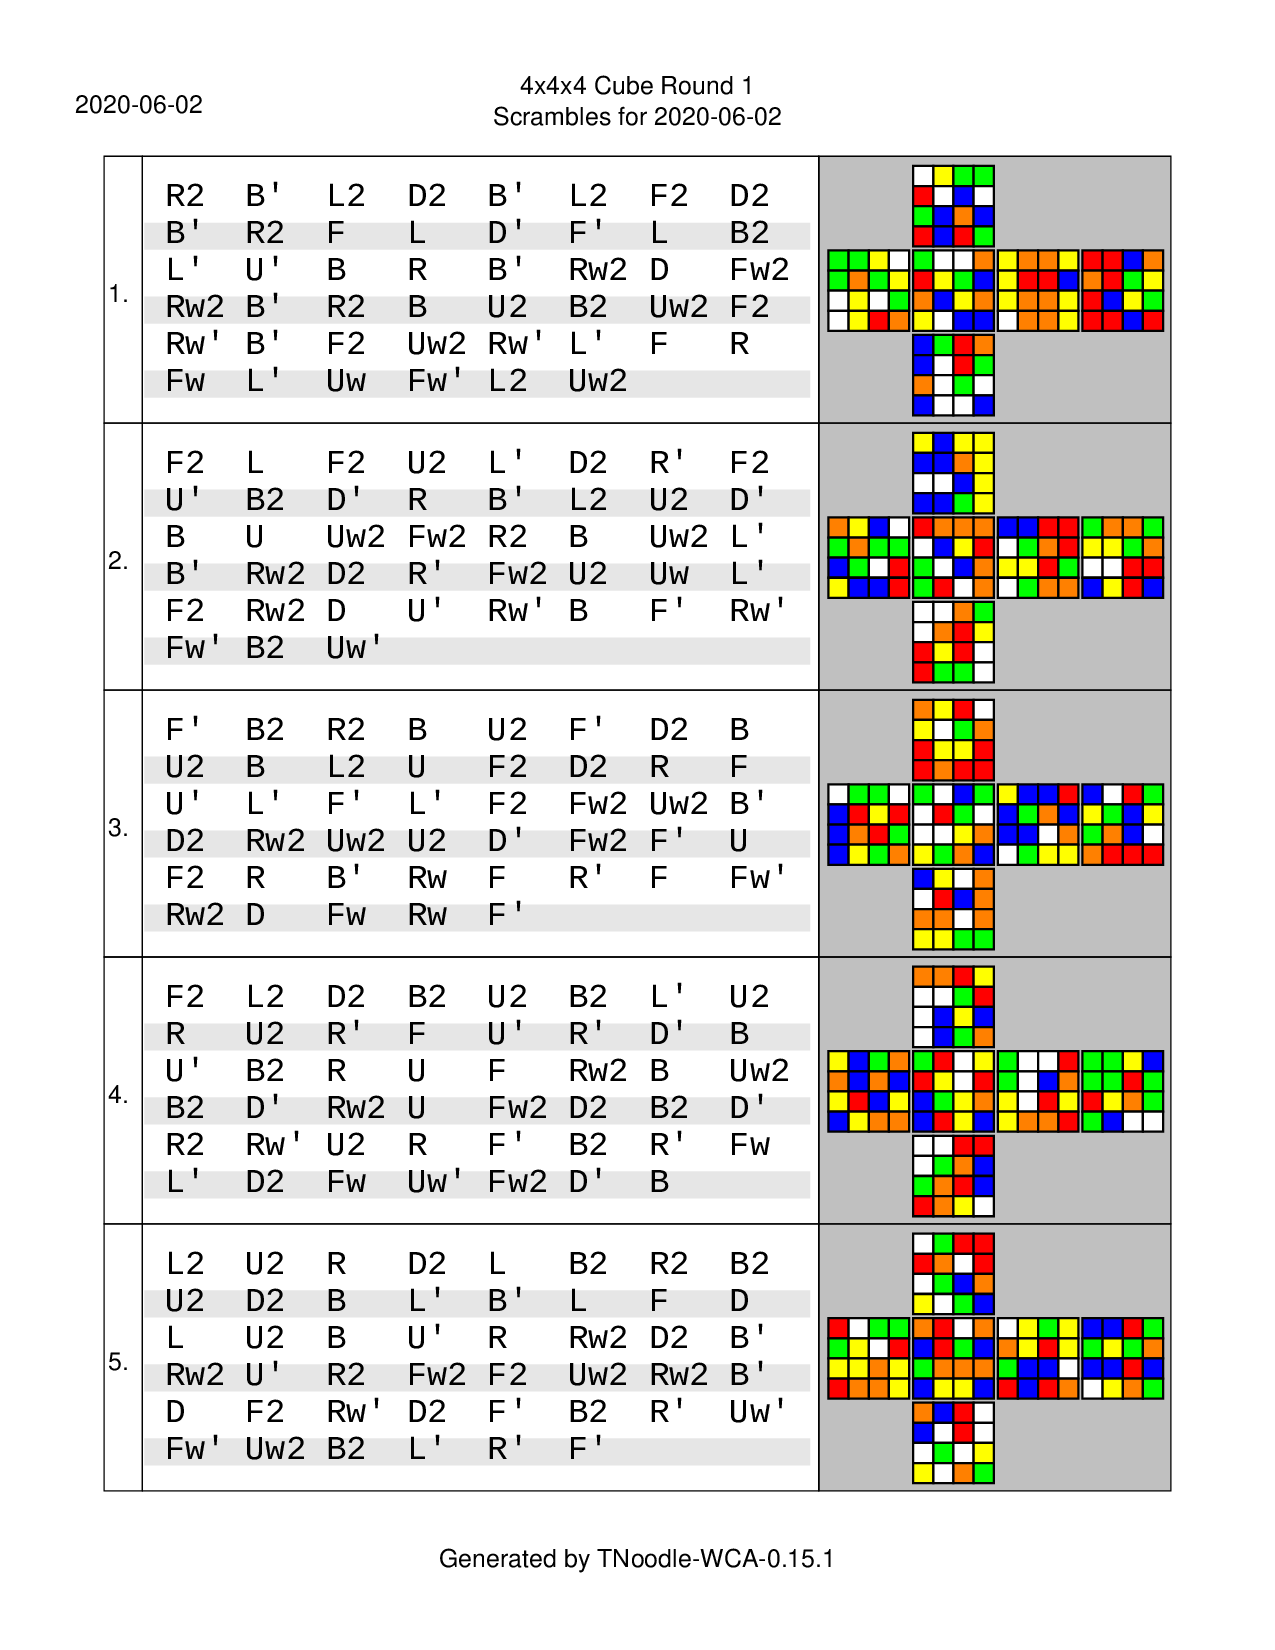 2020-06-02
4x4x4 Cube Round 1
Scrambles for 2020-06-02
1.
R2 B' L2 D2 B' L2 F2 D2
B' R2 F L D' F' L B2
L' U' B R B' Rw2 D Fw2
Rw2 B' R2 B U2 B2 Uw2 F2
Rw' B' F2 Uw2 Rw' L' F R
Fw L' Uw Fw' L2 Uw2
2.
F2 L F2 U2 L' D2 R' F2
U' B2 D' R B' L2 U2 D'
B U Uw2 Fw2 R2 B Uw2 L'
B' Rw2 D2 R' Fw2 U2 Uw L'
F2 Rw2 D U' Rw' B F' Rw'
Fw' B2 Uw'
3.
F' B2 R2 B U2 F' D2 B
U2 B L2 U F2 D2 R F
U' L' F' L' F2 Fw2 Uw2 B'
D2 Rw2 Uw2 U2 D' Fw2 F' U
F2 R B' Rw F R' F Fw'
Rw2 D Fw Rw F'
4.
F2 L2 D2 B2 U2 B2 L' U2
R U2 R' F U' R' D' B
U' B2 R U F Rw2 B Uw2
B2 D' Rw2 U Fw2 D2 B2 D'
R2 Rw' U2 R F' B2 R' Fw
L' D2 Fw Uw' Fw2 D' B
5.
L2 U2 R D2 L B2 R2 B2
U2 D2 B L' B' L F D
L U2 B U' R Rw2 D2 B'
Rw2 U' R2 Fw2 F2 Uw2 Rw2 B'
D F2 Rw' D2 F' B2 R' Uw'
Fw' Uw2 B2 L' R' F'
Generated by TNoodle-WCA-0.15.1